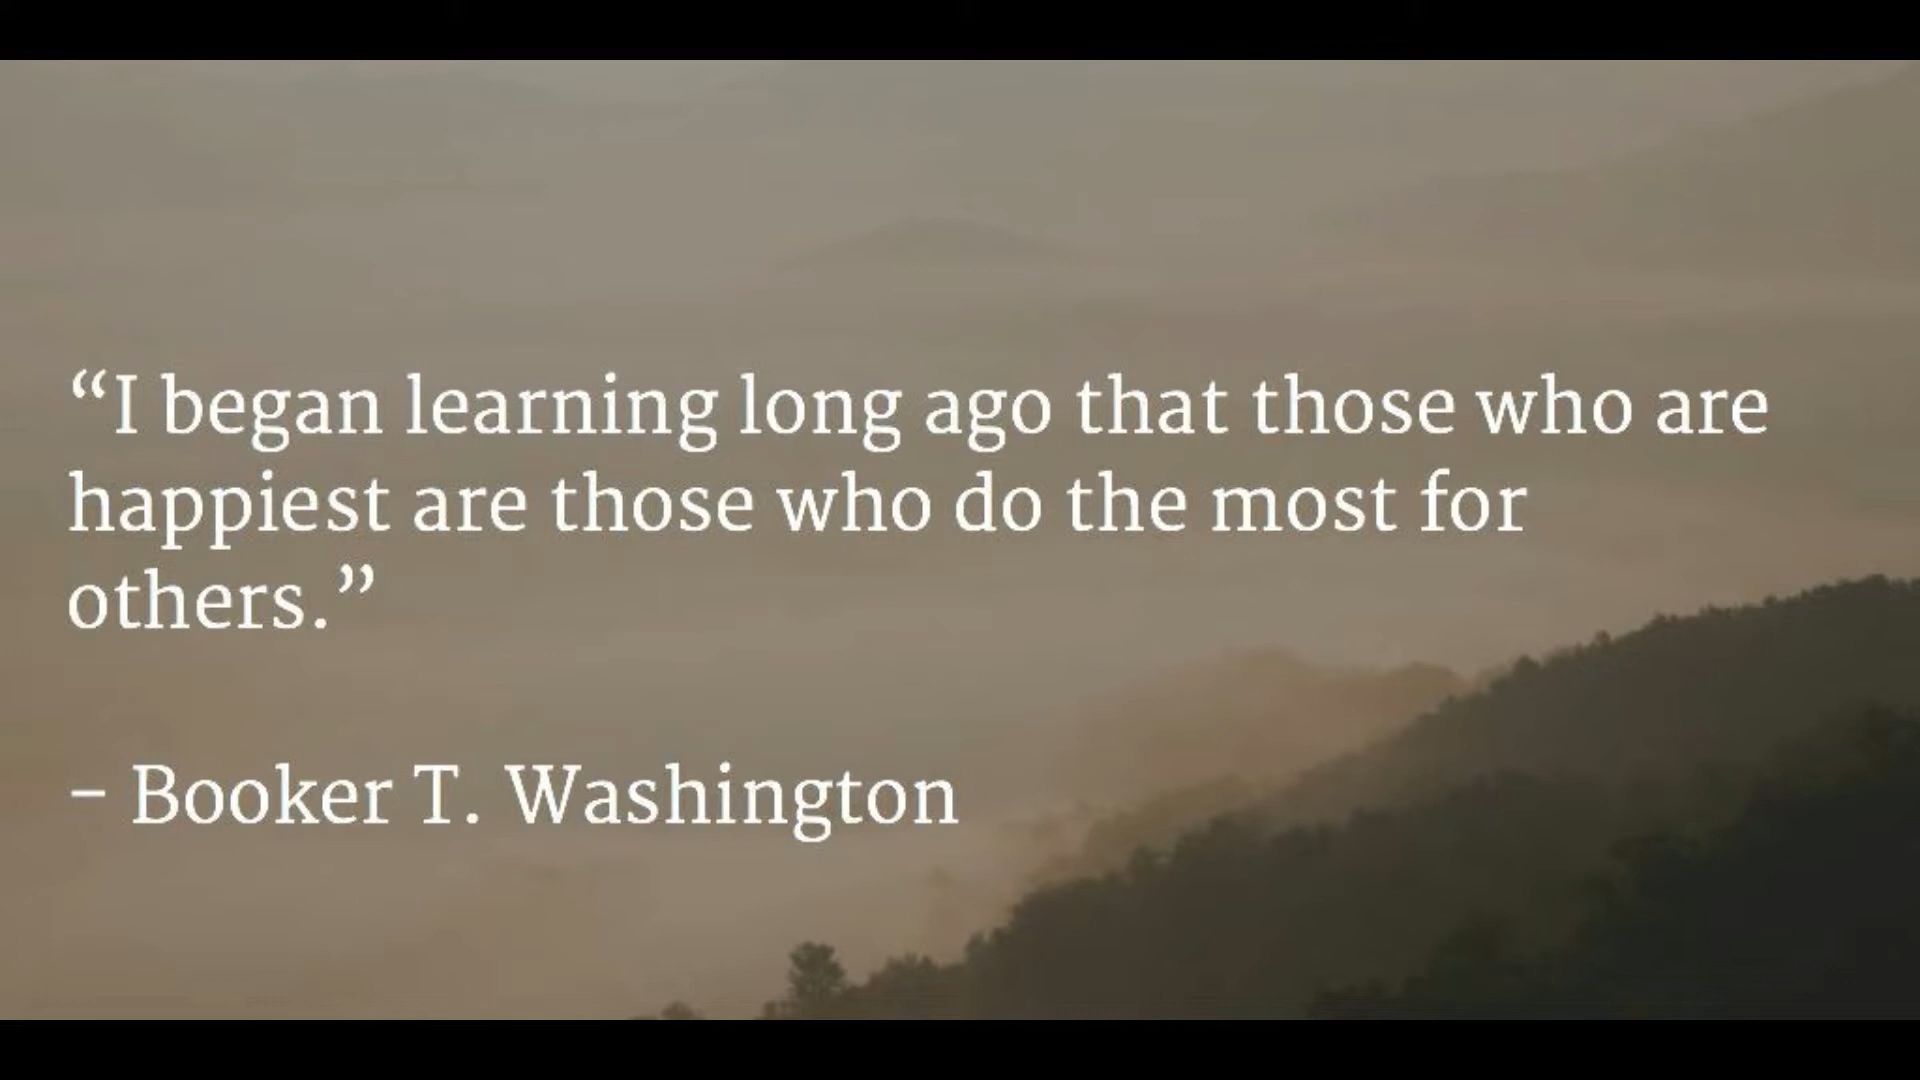 “I began learning long ago that those who are
happiest are those who do the most for
others.”
– Booker T. Washington